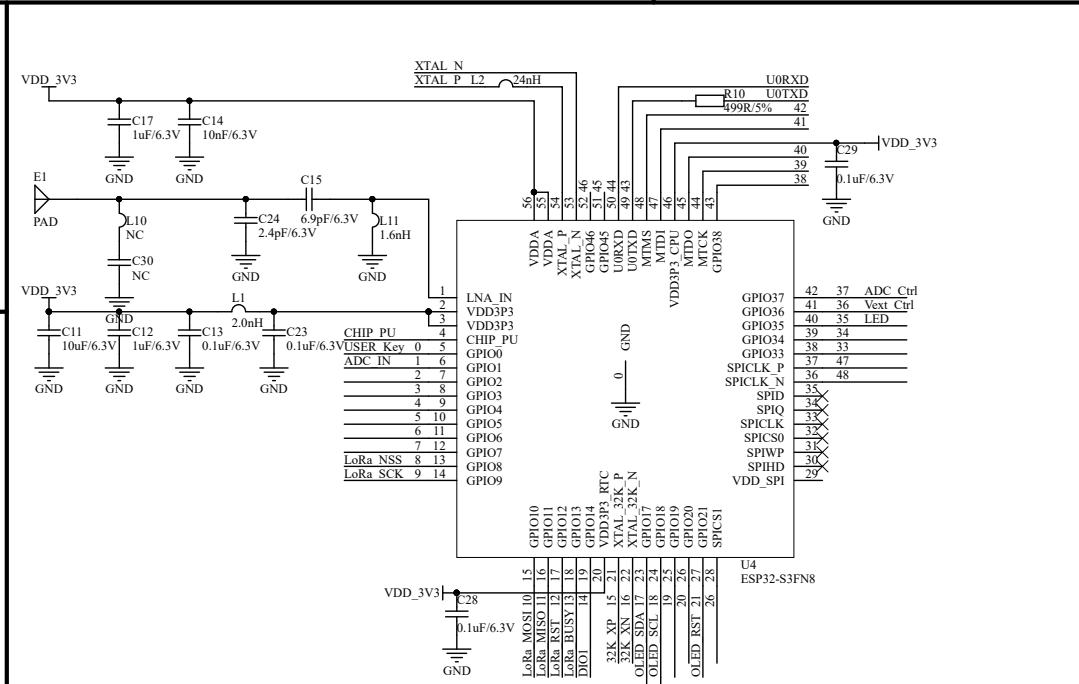 XTAL_N
XTAL_P L2 24nH
VDD_3V3
U0RXD
R10 U0TXD
499R/5% 42
41
C17
1uF/6.3V
C14
10nF/6.3V
GND
GND
40
39
38
C29
0.1uF/6.3V
VDD_3V3
GND
E1
PAD
L10
NC
C30
NC
GND
C24
2.4pF/6.3V
GND
C15
6.9pF/6.3V
L11
1.6nH
GND
56 VDDA
55 VDDA
54 XTAL_P
53 XTAL_N
52 46 GPIO46
51 45 GPIO45
50 44 U0RXD
49 43 U0TXD
48 MTMS
47 MTDI
46 VDD3P3_CPU
45 MTDO
44 MTCK
43 GPIO38
VDD_3V3
C11
10uF/6.3V
GND
C12
1uF/6.3V
GND
C13
0.1uF/6.3V
GND
L1
2.0nH
C23
0.1uF/6.3V
GND
1 LNA_IN
2 VDD3P3
3 VDD3P3
CHIP_PU 4 CHIP_PU
USER_Key 0 5 GPIO0
ADC_IN 1 6 GPIO1
2 7 GPIO2
3 8 GPIO3
4 9 GPIO4
5 10 GPIO5
6 11 GPIO6
7 12 GPIO7
LoRa_NSS 8 13 GPIO8
LoRa_SCK 9 14 GPIO9
GND
0
GND
GPIO37 42 37 ADC_Ctrl
GPIO36 41 36 Vext_Ctrl
GPIO35 40 35 LED
GPIO34 39 34
GPIO33 38 33
SPICLK_P 37 47
SPICLK_N 36 48
SPID 35
SPIQ 34
SPICLK 33
SPICS0 32
SPIWP 31
SPIHD 30
VDD_SPI 29
GPIO10 15 10 LoRa_MOSI
GPIO11 16 11 LoRa_MISO
GPIO12 17 12 LoRa_RST
GPIO13 18 13 LoRa_BUSY
GPIO14 19 14 DIO1
VDD3P3_RTC 20
XTAL_32K_P 21 15 32K_XP
XTAL_32K_N 22 16 32K_XN
GPIO17 23 17 OLED_SDA
GPIO18 24 18 OLED_SCL
GPIO19 25 19
GPIO20 26 20
GPIO21 27 21 OLED_RST
SPICS1 28 26
U4
ESP32-S3FN8
VDD_3V3
C28
0.1uF/6.3V
GND